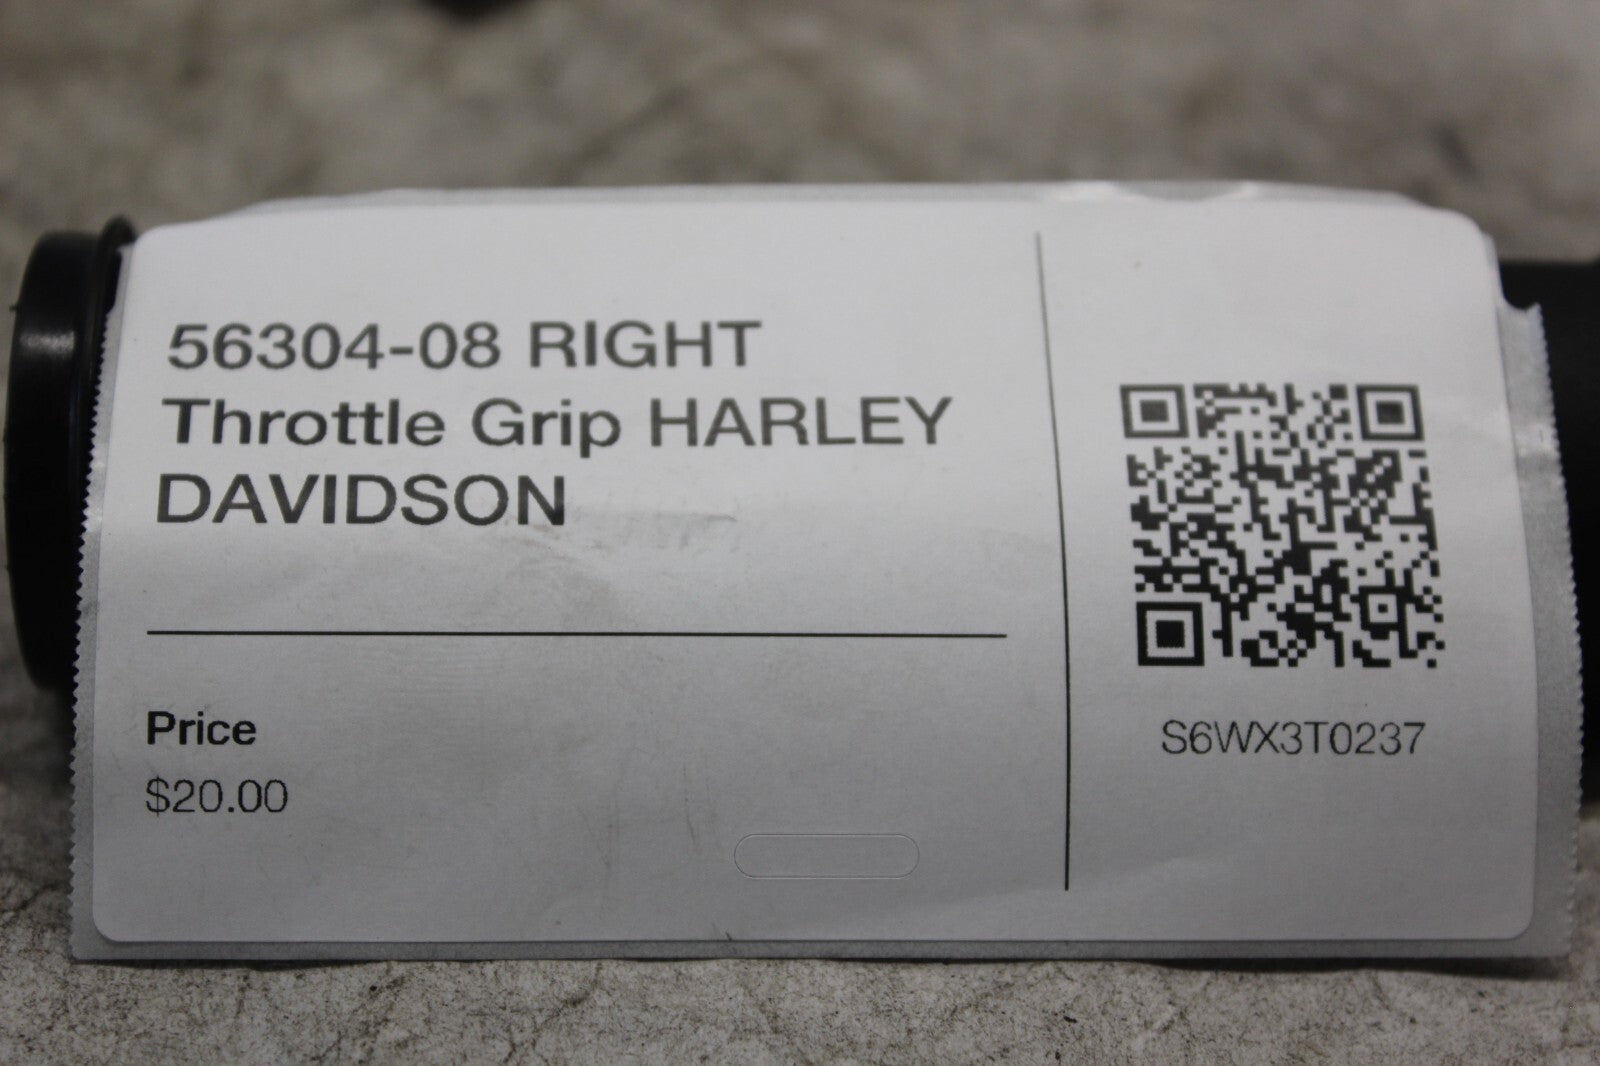 56304-08 RIGHT
Throttle Grip HARLEY
DAVIDSON
Price
$20.00
S6WX3T0237